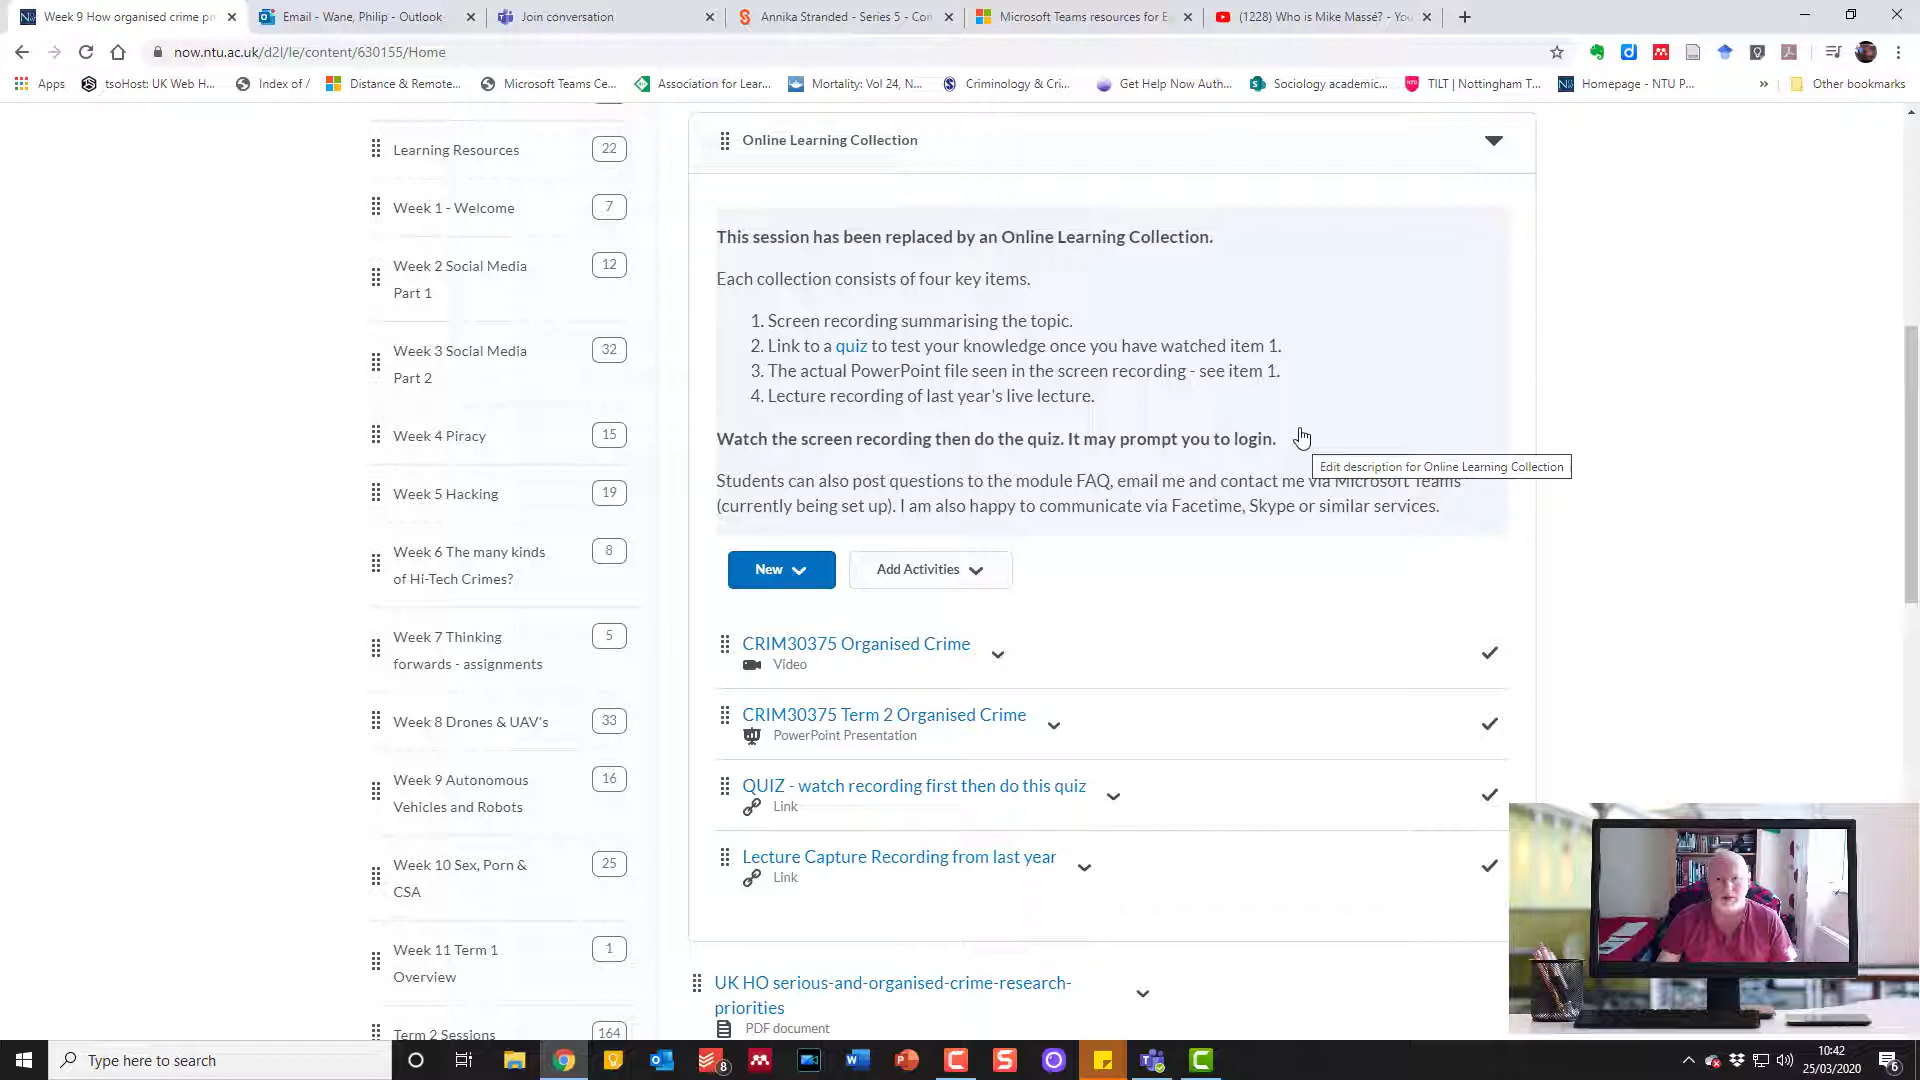 Week 9 How organised crime pr
Email - Wane, Philip - Outlook
Join conversation
Annika Stranded - Series 5 - Con
Microsoft Teams resources for E
(1228) Who is Mike Massé? - You
now.ntu.ac.uk/d2l/le/content/630155/Home
Apps
tsoHost: UK Web H...
Index of /
Distance & Remote...
Microsoft Teams Ce...
Association for Lear...
Mortality: Vol 24, N...
Criminology & Cri...
Get Help Now Auth...
Sociology academic...
TILT | Nottingham T...
Homepage - NTU P...
»
Other bookmarks
Learning Resources
22
Week 1 - Welcome
7
Week 2 Social Media
Part 1
12
Week 3 Social Media
Part 2
32
Week 4 Piracy
15
Week 5 Hacking
19
Week 6 The many kinds
of Hi-Tech Crimes?
8
Week 7 Thinking
forwards - assignments
5
Week 8 Drones & UAV's
33
Week 9 Autonomous
Vehicles and Robots
16
Week 10 Sex, Porn &
CSA
25
Week 11 Term 1
Overview
1
Term 2 Sessions
164
Online Learning Collection
This session has been replaced by an Online Learning Collection.
Each collection consists of four key items.
1. Screen recording summarising the topic.
2. Link to a quiz to test your knowledge once you have watched item 1.
3. The actual PowerPoint file seen in the screen recording - see item 1.
4. Lecture recording of last year's live lecture.
Watch the screen recording then do the quiz. It may prompt you to login.
Edit description for Online Learning Collection
Students can also post questions to the module FAQ, email me and contact me via Microsoft Teams
(currently being set up). I am also happy to communicate via Facetime, Skype or similar services.
New
Add Activities
CRIM30375 Organised Crime
Video
CRIM30375 Term 2 Organised Crime
PowerPoint Presentation
QUIZ - watch recording first then do this quiz
Link
Lecture Capture Recording from last year
Link
UK HO serious-and-organised-crime-research-
priorities
PDF document
Type here to search
8
10:42
25/03/2020
6